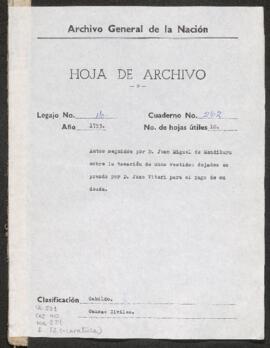 Archivo General de la Nación
HOJA DE ARCHIVO
Legajo No. 16 Cuaderno No. 262
Año 1753. No. de hojas útiles 10.
Autos seguidos por D. Juan Miguel de Mendiburu
sobre la tasación de unos vestidos dejados en
prenda por D. Juan Vitari para el pago de su
deuda.
Clasificación Cabildo.
Causas Civiles.